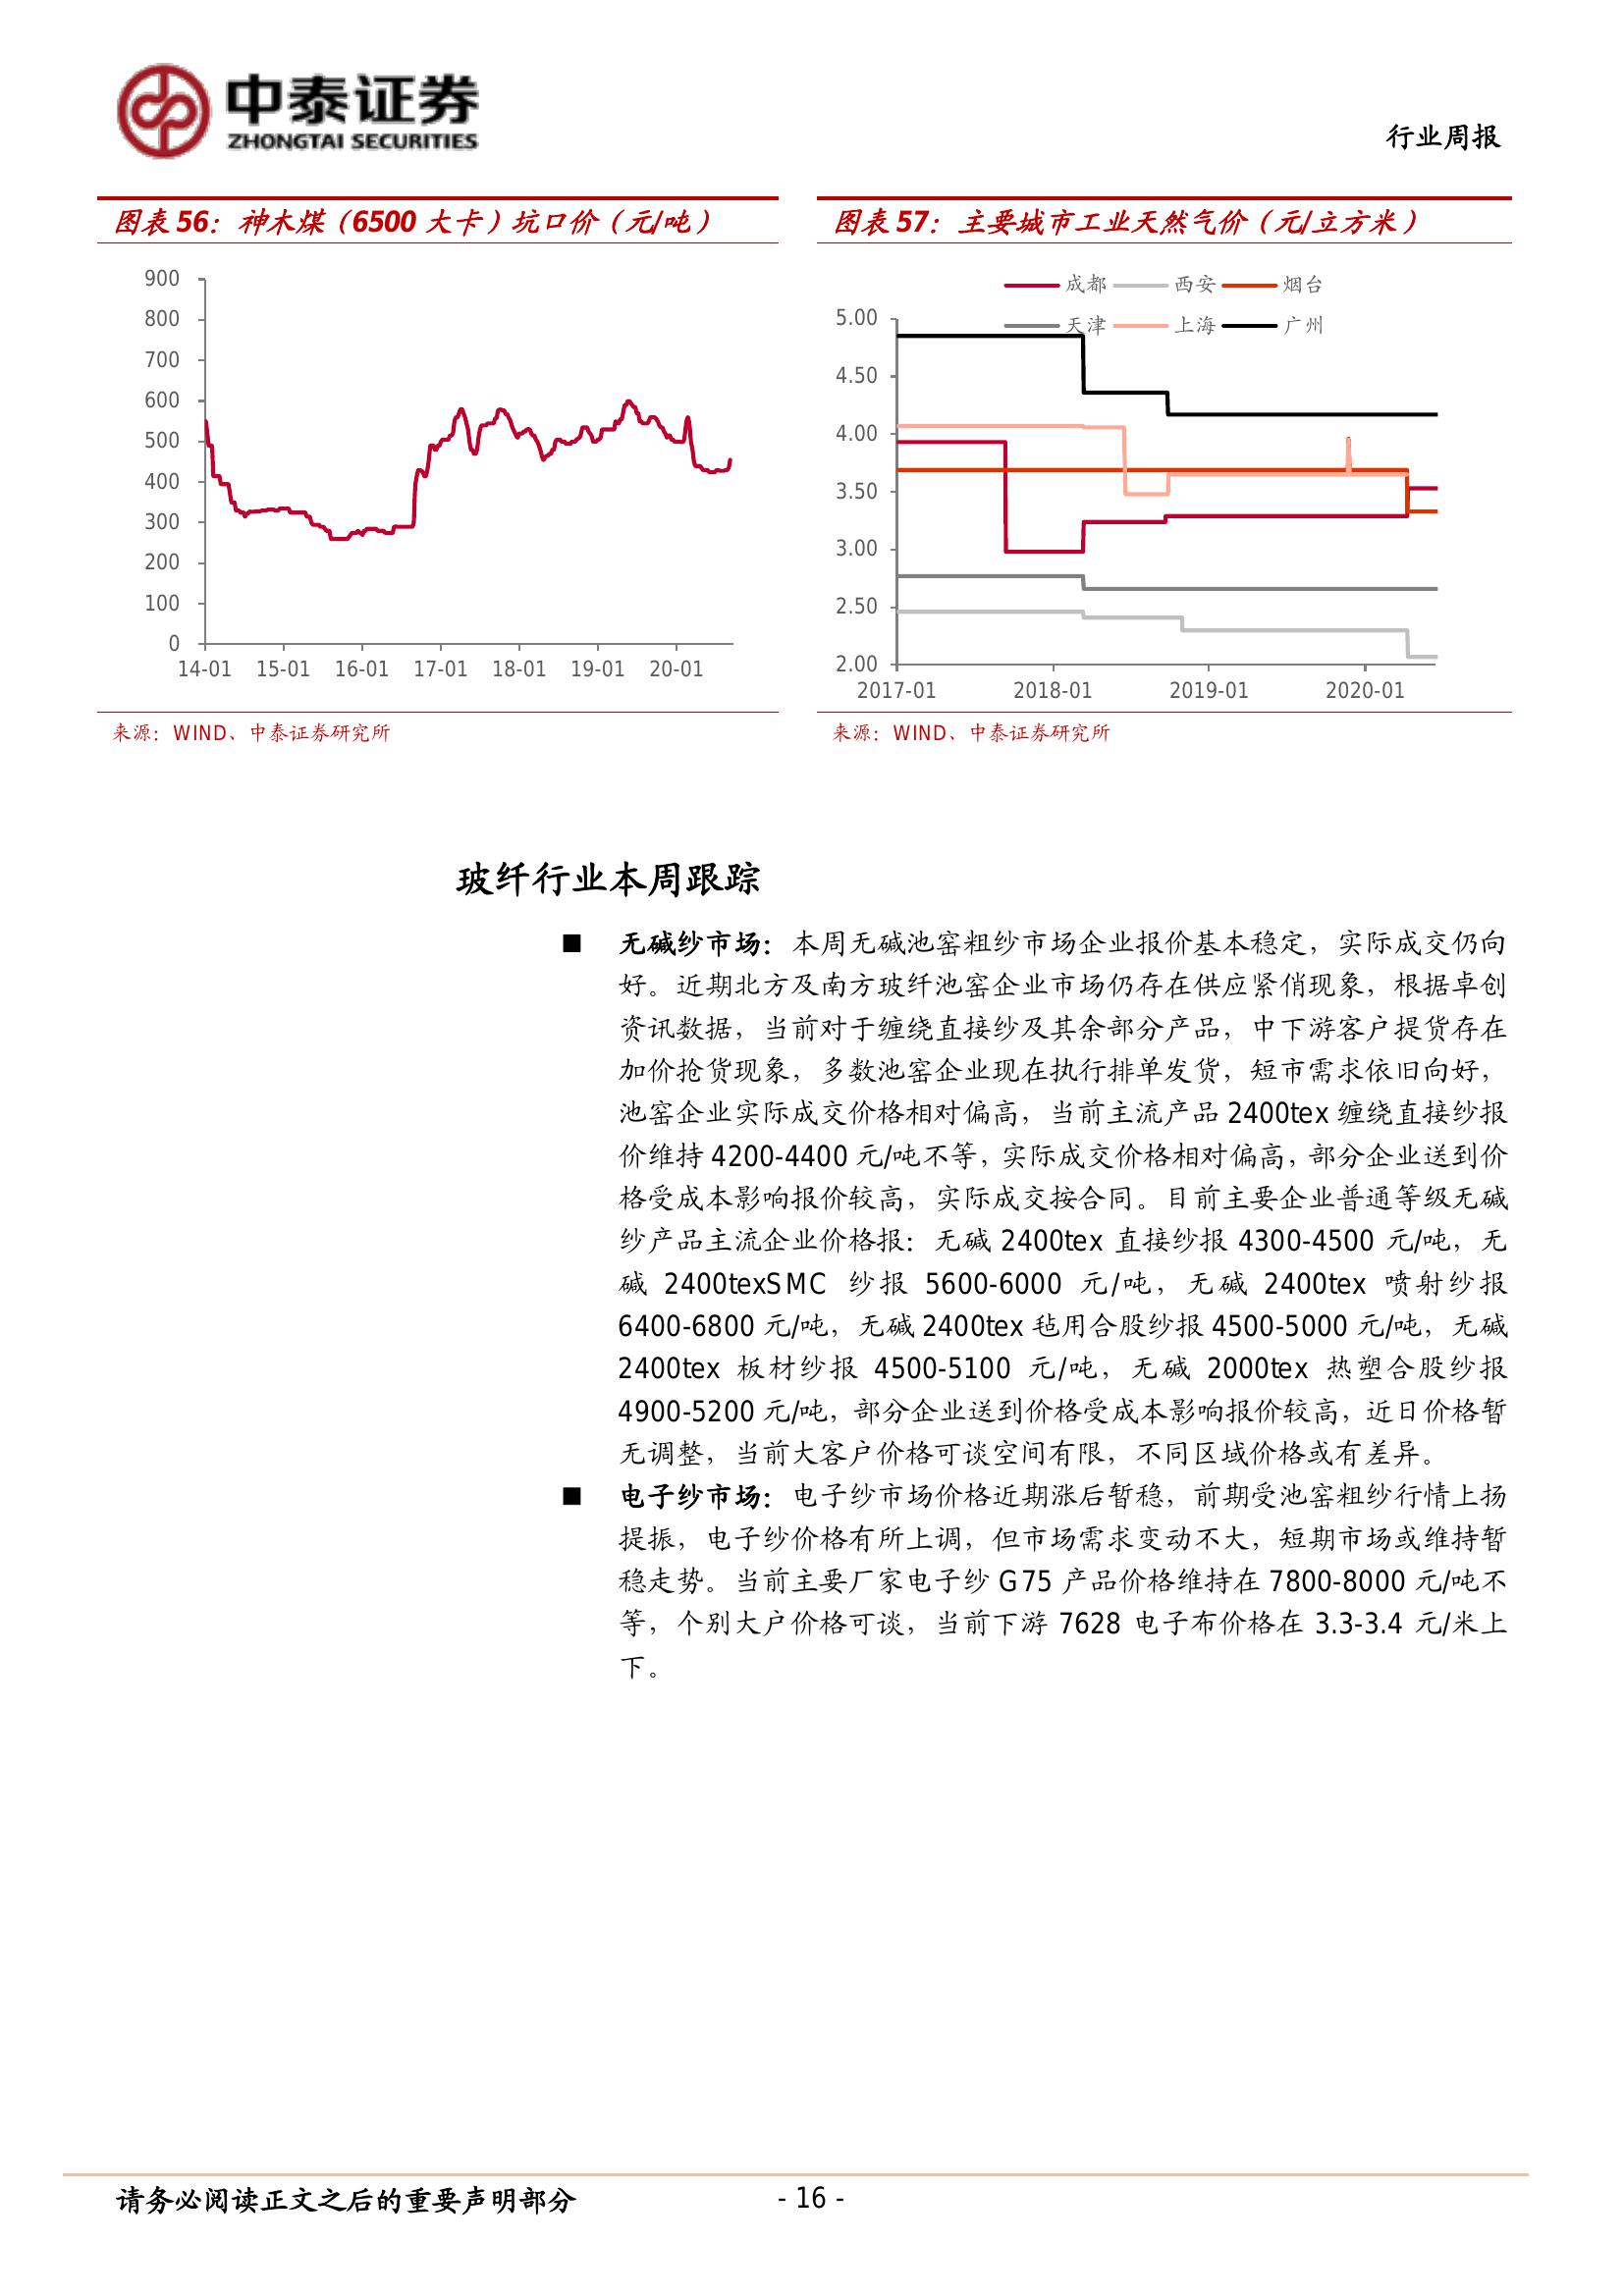 中泰证券
ZHONGTAI SECURITIES
行业周报
图表 56：神木煤（6500 大卡）坑口价（元/吨）
900
800
700
600
500
400
300
200
100
0
14-01 15-01 16-01 17-01 18-01 19-01 20-01
来源：WIND、中泰证券研究所
图表 57：主要城市工业天然气价（元/立方米）
成都 西安 烟台
天津 上海 广州
5.00
4.50
4.00
3.50
3.00
2.50
2.00
2017-01 2018-01 2019-01 2020-01
来源：WIND、中泰证券研究所
玻纤行业本周跟踪
■ 无碱纱市场：本周无碱池窑粗纱市场企业报价基本稳定，实际成交仍向
好。近期北方及南方玻纤池窑企业市场仍存在供应紧俏现象，根据卓创
资讯数据，当前对于缠绕直接纱及其余部分产品，中下游客户提货存在
加价抢货现象，多数池窑企业现在执行排单发货，短市需求依旧向好，
池窑企业实际成交价格相对偏高，当前主流产品 2400tex 缠绕直接纱报
价维持 4200-4400 元/吨不等，实际成交价格相对偏高，部分企业送到价
格受成本影响报价较高，实际成交按合同。目前主要企业普通等级无碱
纱产品主流企业价格报：无碱 2400tex 直接纱报 4300-4500 元/吨，无
碱 2400texSMC 纱报 5600-6000 元/吨，无碱 2400tex 喷射纱报
6400-6800 元/吨，无碱 2400tex 毡用合股纱报 4500-5000 元/吨，无碱
2400tex 板材纱报 4500-5100 元/吨，无碱 2000tex 热塑合股纱报
4900-5200 元/吨，部分企业送到价格受成本影响报价较高，近日价格暂
无调整，当前大客户价格可谈空间有限，不同区域价格或有差异。
■ 电子纱市场：电子纱市场价格近期涨后暂稳，前期受池窑粗纱行情上扬
提振，电子纱价格有所上调，但市场需求变动不大，短期市场或维持暂
稳走势。当前主要厂家电子纱 G75 产品价格维持在 7800-8000 元/吨不
等，个别大户价格可谈，当前下游 7628 电子布价格在 3.3-3.4 元/米上
下。
请务必阅读正文之后的重要声明部分
- 16 -